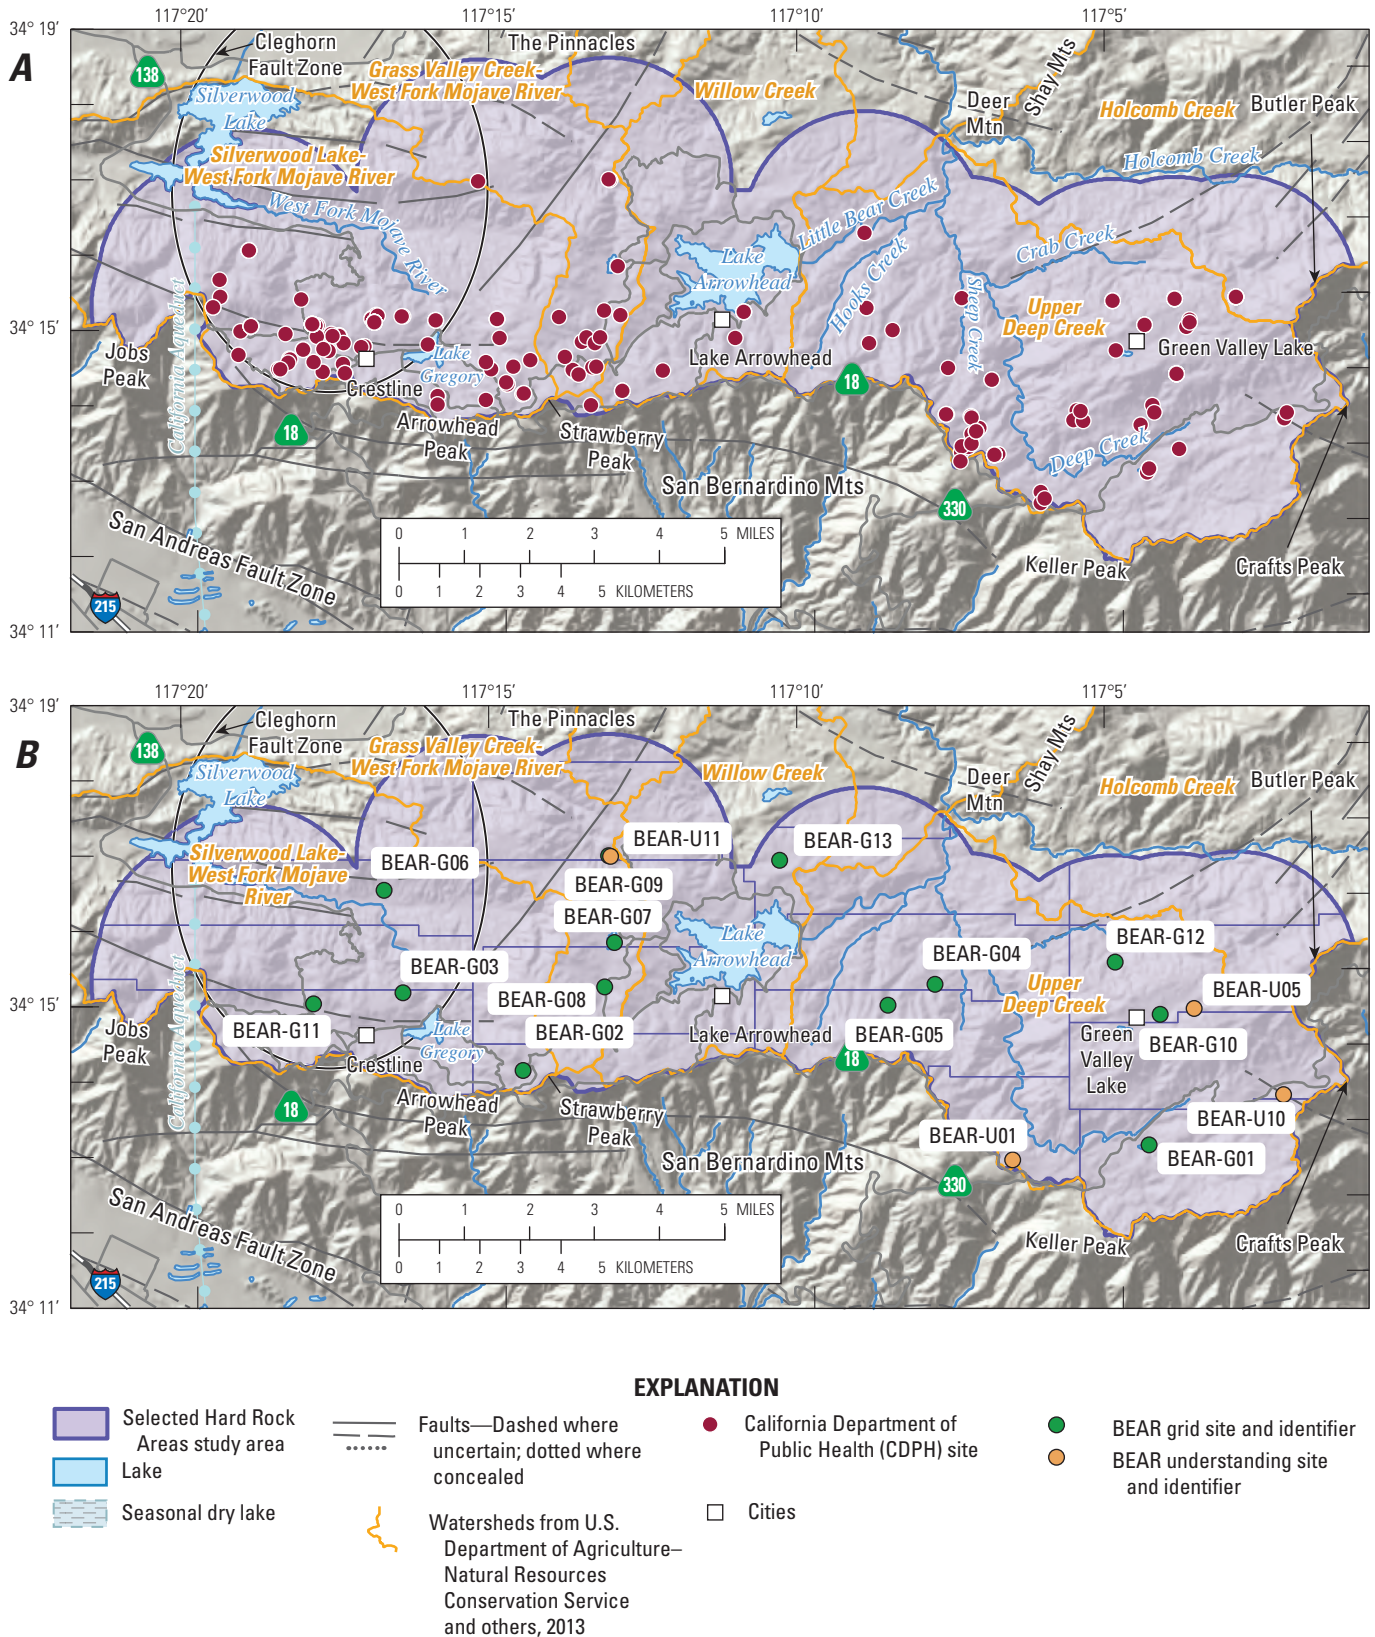 117°20′ 117°15′ 117°10′ 117°5′
34° 19′
A
138
Cleghorn
Fault Zone
The Pinnacles
Grass Valley Creek-
West Fork Mojave River
Willow Creek
Deer
Mtn
Shay Mts
Holcomb Creek
Butler Peak
Silverwood
Lake
Silverwood Lake-
West Fork Mojave River
Holcomb Creek
West Fork Mojave River
Little Bear Creek
Hooks Creek
Crab Creek
Lake
Arrowhead
Sheep Creek
Upper
Deep Creek
California Aqueduct
34° 15′
Jobs
Peak
Lake
Gregory
Lake Arrowhead
Green Valley Lake
Crestline
18
18
Arrowhead
Peak
Strawberry
Peak
Deep Creek
San Bernardino Mts
330
San Andreas Fault Zone
Keller Peak
Crafts Peak
215
0 1 2 3 4 5 MILES
0 1 2 3 4 5 KILOMETERS
34° 11′
117°20′ 117°15′ 117°10′ 117°5′
34° 19′
B
138
Cleghorn
Fault Zone
The Pinnacles
Grass Valley Creek-
West Fork Mojave River
Willow Creek
Deer
Mtn
Shay Mts
Holcomb Creek
Butler Peak
Silverwood
Lake
Silverwood Lake-
West Fork Mojave
River
BEAR-G06
BEAR-U11
BEAR-G13
BEAR-G09
BEAR-G07
BEAR-G12
Lake
Arrowhead
BEAR-G04
BEAR-G03
BEAR-G08
Upper
Deep Creek
BEAR-U05
California Aqueduct
34° 15′
Jobs
Peak
BEAR-G11
BEAR-G02
Lake
Gregory
Lake Arrowhead
BEAR-G05
Green
Valley
Lake
BEAR-G10
Crestline
18
18
Arrowhead
Peak
Strawberry
Peak
BEAR-U10
BEAR-U01
BEAR-G01
San Bernardino Mts
330
San Andreas Fault Zone
Keller Peak
Crafts Peak
215
0 1 2 3 4 5 MILES
0 1 2 3 4 5 KILOMETERS
34° 11′
EXPLANATION
Selected Hard Rock
Areas study area
Lake
Seasonal dry lake
Faults—Dashed where
uncertain; dotted where
concealed
Watersheds from U.S.
Department of Agriculture–
Natural Resources
Conservation Service
and others, 2013
California Department of
Public Health (CDPH) site
Cities
BEAR grid site and identifier
BEAR understanding site
and identifier